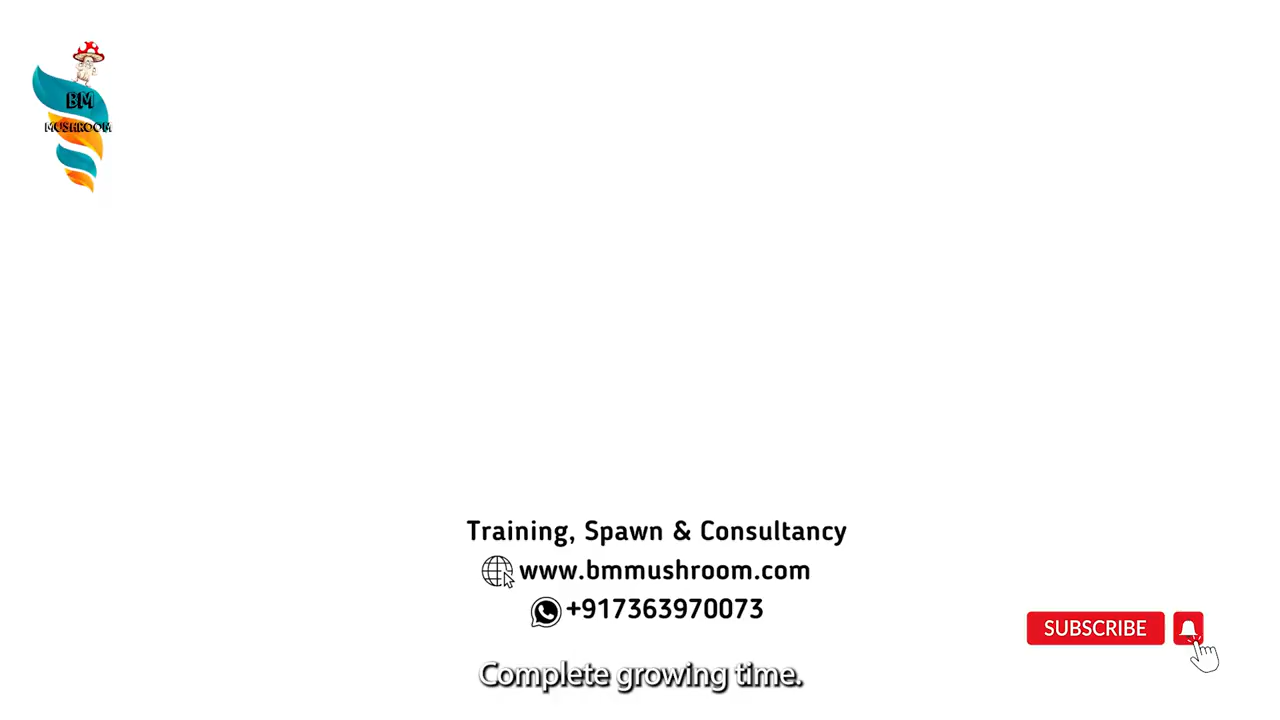 BM
MUSHROOM
Training, Spawn & Consultancy
www.bmmushroom.com
+917363970073
SUBSCRIBE
Complete growing time.